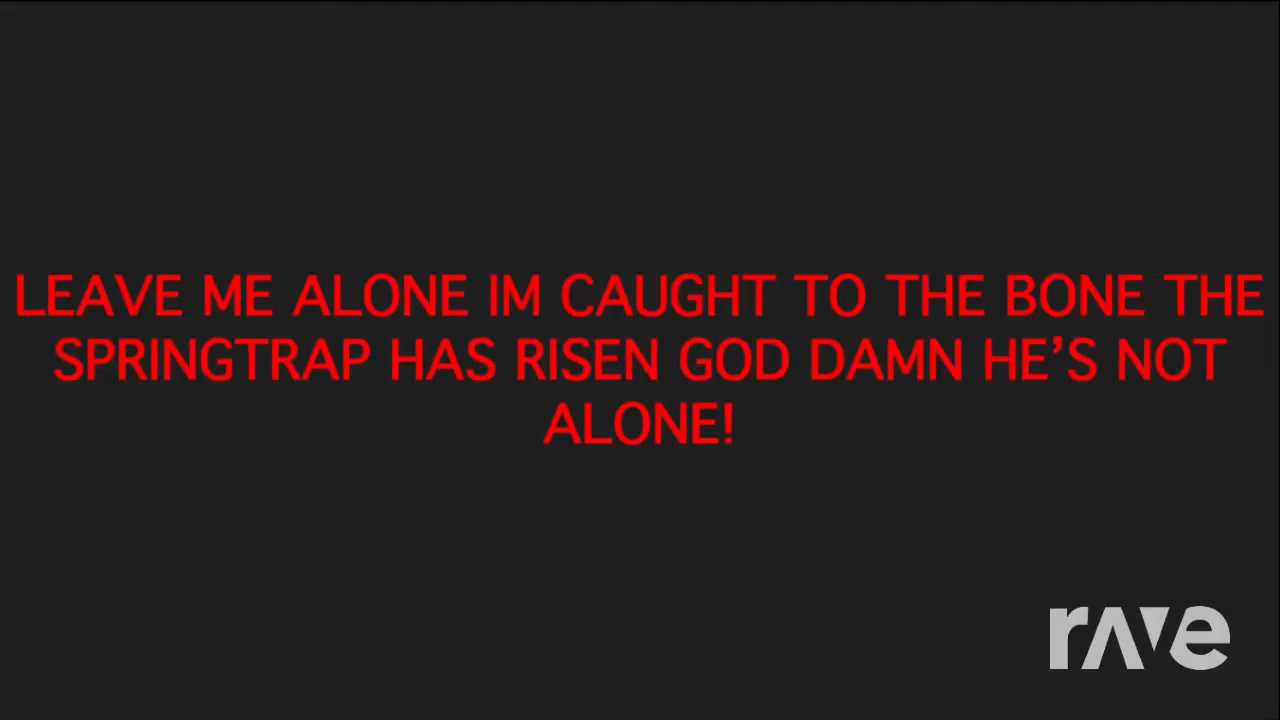 LEAVE ME ALONE IM CAUGHT TO THE BONE THE
SPRINGTRAP HAS RISEN GOD DAMN HE’S NOT
ALONE!
rave